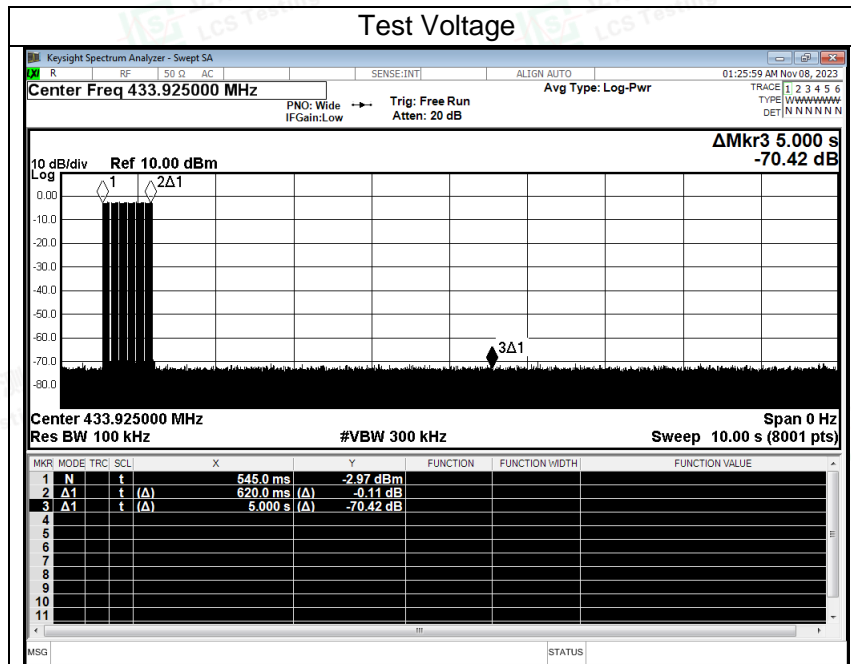 Test Voltage
Keysight Spectrum Analyzer - Swept SA
LXI R RF 50 Ω AC SENSE:INT ALIGN AUTO 01:25:59 AM Nov 08, 2023
Center Freq 433.925000 MHz
PNO: Wide
IFGain:Low
Trig: Free Run
Atten: 20 dB
Avg Type: Log-Pwr
TRACE 1 2 3 4 5 6
TYPE WWWWWW
DET N N N N N N
ΔMkr3 5.000 s
-70.42 dB
10 dB/div Ref 10.00 dBm
Log
1 2Δ1
0.00
-10.0
-20.0
-30.0
-40.0
-50.0
-60.0
3Δ1
-70.0
-80.0
Center 433.925000 MHz Span 0 Hz
Res BW 100 kHz #VBW 300 kHz Sweep 10.00 s (8001 pts)
MKR MODE TRC SCL X Y FUNCTION FUNCTION WIDTH FUNCTION VALUE
1 N t 545.0 ms -2.97 dBm
2 Δ1 t (Δ) 620.0 ms (Δ) -0.11 dB
3 Δ1 t (Δ) 5.000 s (Δ) -70.42 dB
4
5
6
7
8
9
10
11
MSG STATUS